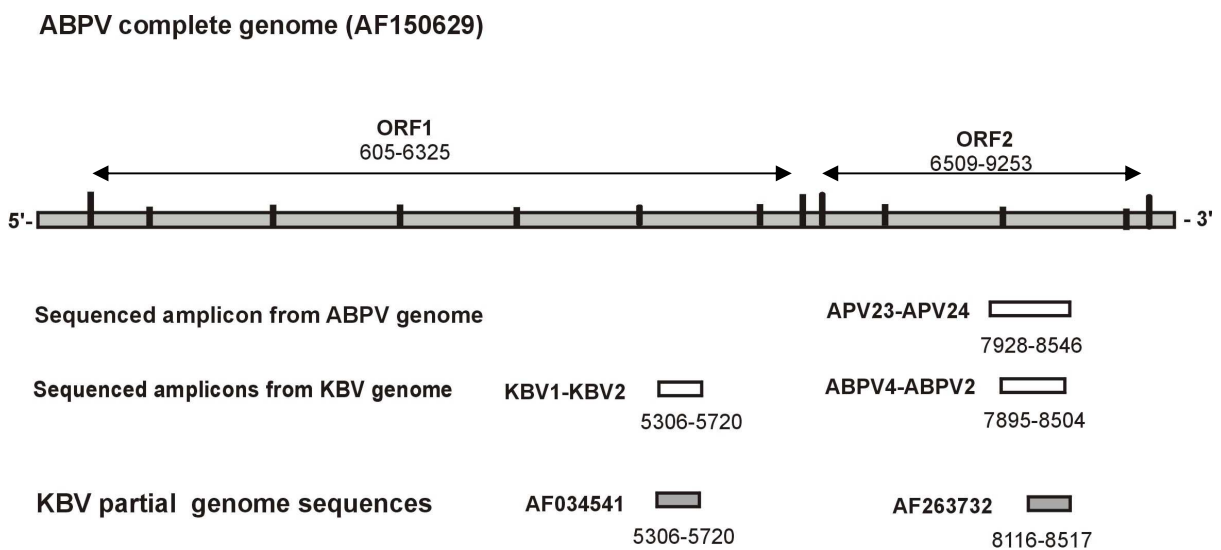 ABPV complete genome (AF150629)
ORF1
605-6325
ORF2
6509-9253
5'-
- 3'
Sequenced amplicon from ABPV genome
APV23-APV24
7928-8546
Sequenced amplicons from KBV genome
KBV1-KBV2
5306-5720
ABPV4-ABPV2
7895-8504
KBV partial genome sequences
AF034541
5306-5720
AF263732
8116-8517